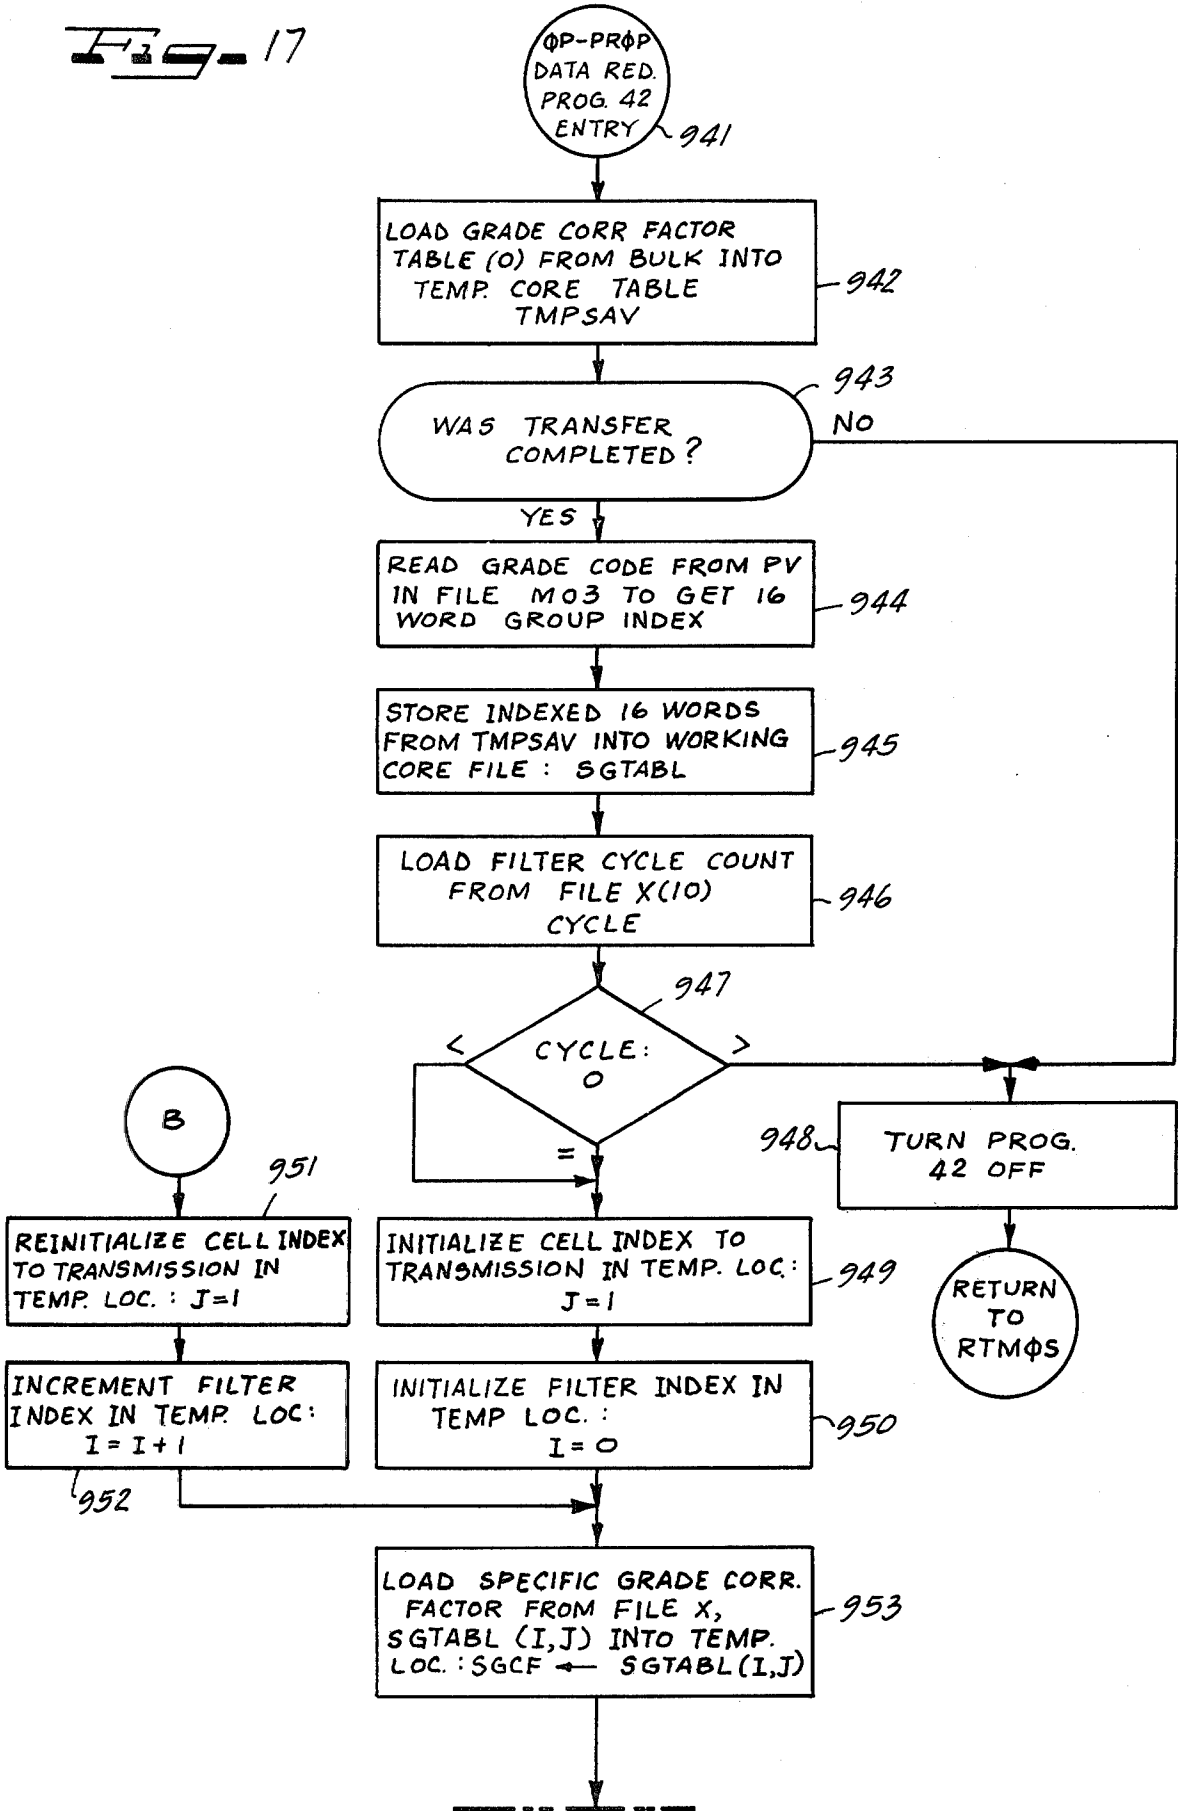 Fig. 17
ΦP-PRΦP
DATA RED.
PROG. 42
ENTRY
941
LOAD GRADE CORR FACTOR
TABLE (0) FROM BULK INTO
TEMP. CORE TABLE
TMPSAV
942
943
WAS TRANSFER
COMPLETED?
NO
YES
READ GRADE CODE FROM PV
IN FILE M03 TO GET 16
WORD GROUP INDEX
944
STORE INDEXED 16 WORDS
FROM TMPSAV INTO WORKING
CORE FILE : SGTABL
945
LOAD FILTER CYCLE COUNT
FROM FILE X(10)
CYCLE
946
947
<
CYCLE:
0
>
=
948
TURN PROG.
42 OFF
RETURN
TO
RTMΦS
B
951
REINITIALIZE CELL INDEX
TO TRANSMISSION IN
TEMP. LOC. : J=1
INITIALIZE CELL INDEX TO
TRANSMISSION IN TEMP. LOC:
J=1
949
INCREMENT FILTER
INDEX IN TEMP. LOC:
I = I + 1
952
INITIALIZE FILTER INDEX IN
TEMP LOC. :
I = 0
950
LOAD SPECIFIC GRADE CORR.
FACTOR FROM FILE X,
SGTABL (I,J) INTO TEMP.
LOC. : SGCF ← SGTABL(I,J)
953